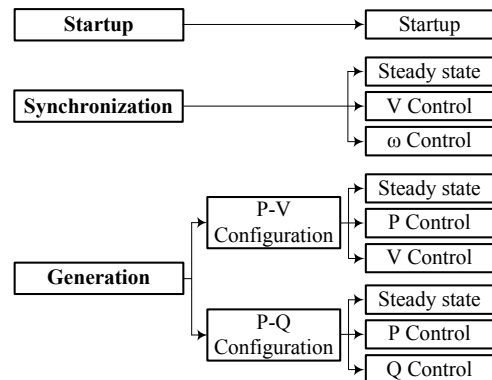 Startup
Startup
Synchronization
Steady state
V Control
ω Control
Generation
P-V
Configuration
Steady state
P Control
V Control
P-Q
Configuration
Steady state
P Control
Q Control